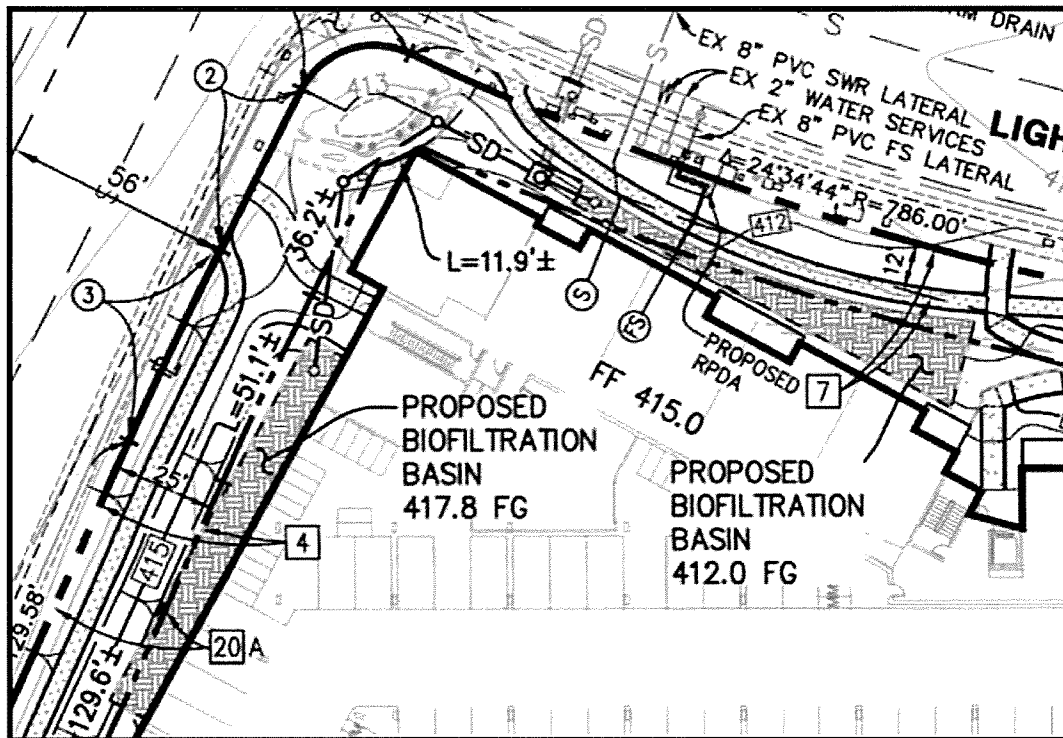 RM DRAIN
S
SD
S
EX 8" PVC SWR LATERAL
EX 2" WATER SERVICES
EX 8" PVC FS LATERAL
LIGH
Δ=24°34'44" R=786.00'
413
2
56'
36.2'±
SD
L=11.9'±
412
12'
3
S
FS
SD
PROPOSED
RPDA
7
FF 415.0
L=51.1'±
PROPOSED
BIOFILTRATION
BASIN
417.8 FG
PROPOSED
BIOFILTRATION
BASIN
412.0 FG
25'
4
415
129.58'
20 A
129.6'±